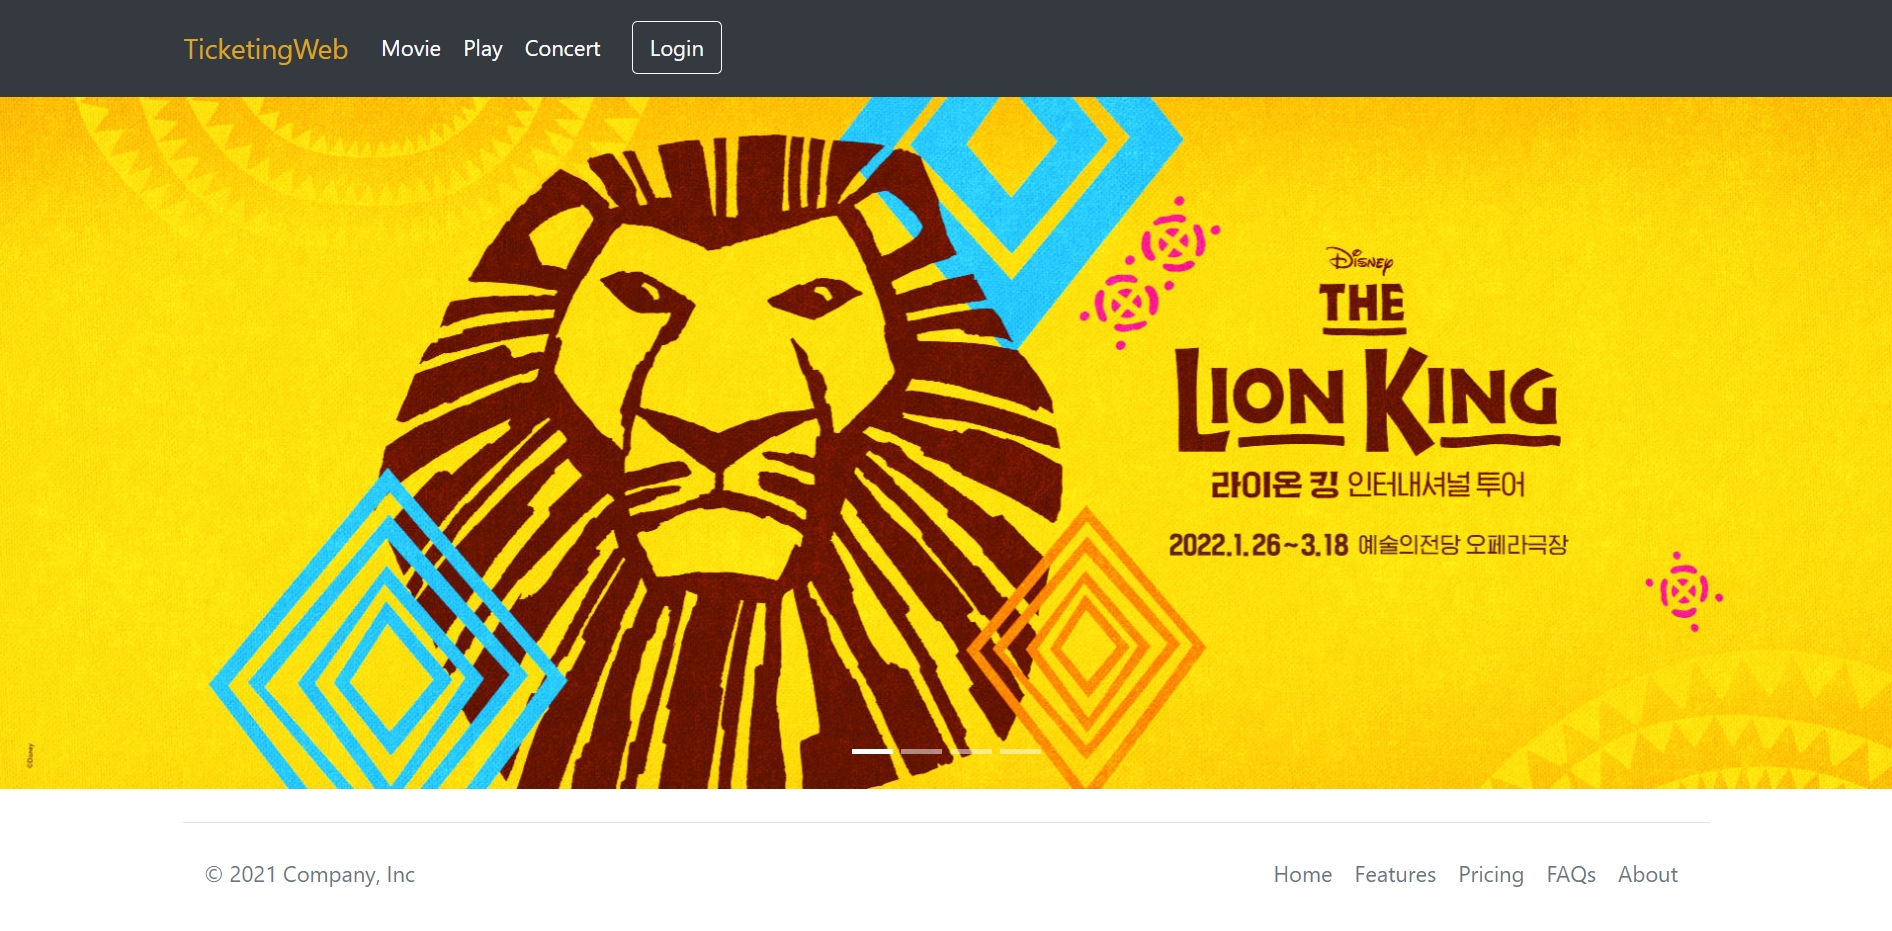 TicketingWeb Movie Play Concert Login
Disney
THE
LION KING
라이온 킹 인터내셔널 투어
2022.1.26~3.18 예술의전당 오페라극장
©Disney
© 2021 Company, Inc
Home Features Pricing FAQs About